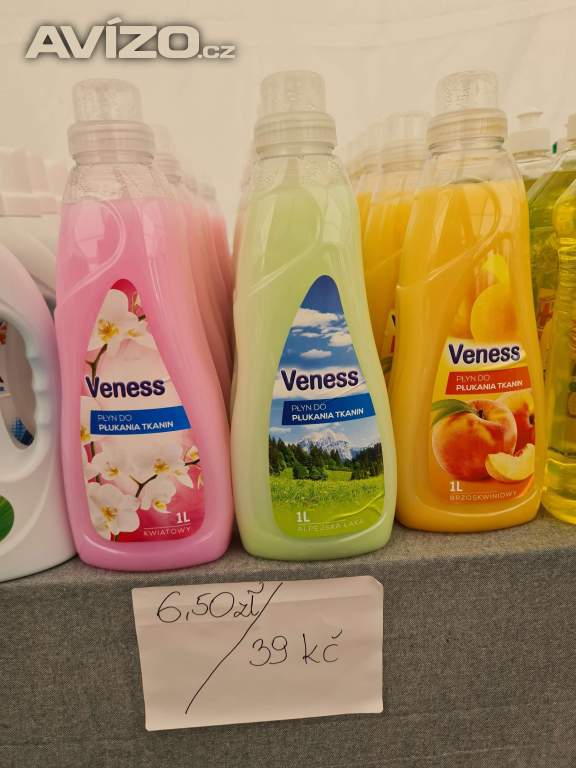 AVÍZO.cz
Veness
PŁYN DO
PŁUKANIA TKANIN
1L
KWIATOWY
Veness
PŁYN DO
PŁUKANIA TKANIN
1L
ALPEJSKA ŁĄKA
Veness
PŁYN DO
PŁUKANIA TKANIN
1L
BRZOSKWINIOWY
6,50zł/
39 kč